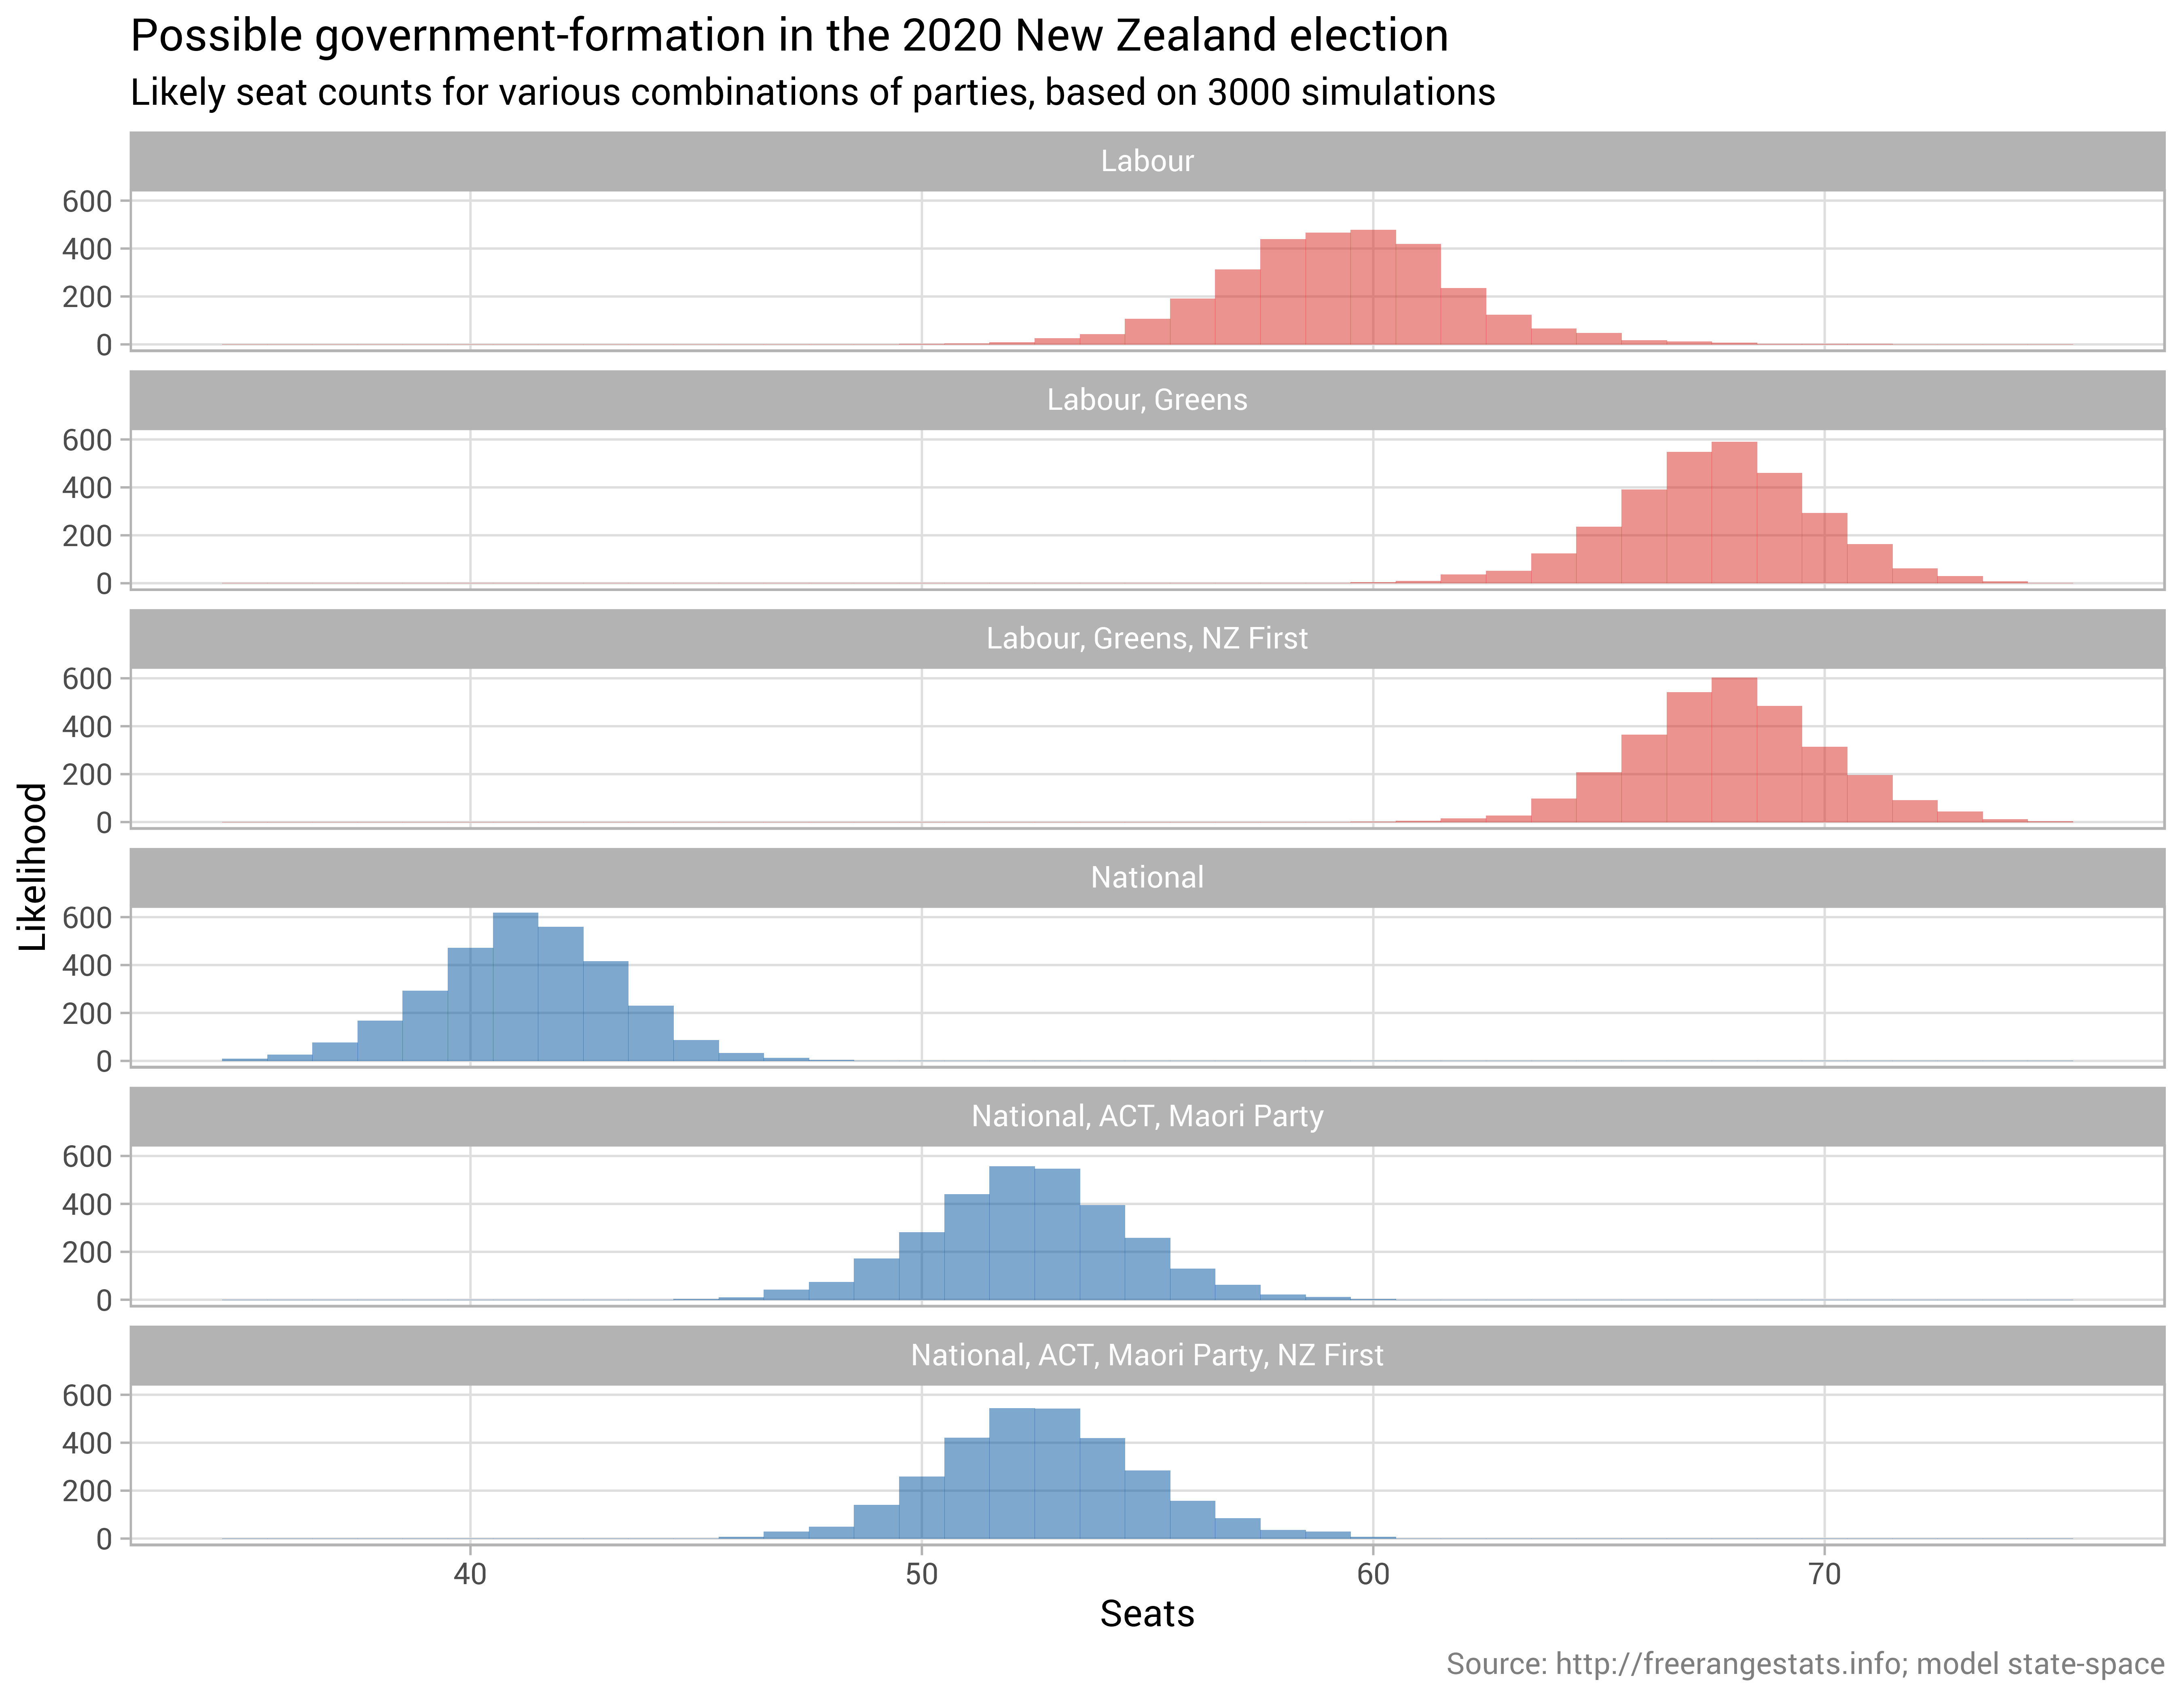 Possible government-formation in the 2020 New Zealand election
Likely seat counts for various combinations of parties, based on 3000 simulations
Labour
600
400
200
0
Labour, Greens
600
400
200
0
Labour, Greens, NZ First
600
400
200
0
Likelihood
National
600
400
200
0
National, ACT, Maori Party
600
400
200
0
National, ACT, Maori Party, NZ First
600
400
200
0
40 50 60 70
Seats
Source: http://freerangestats.info; model state-space